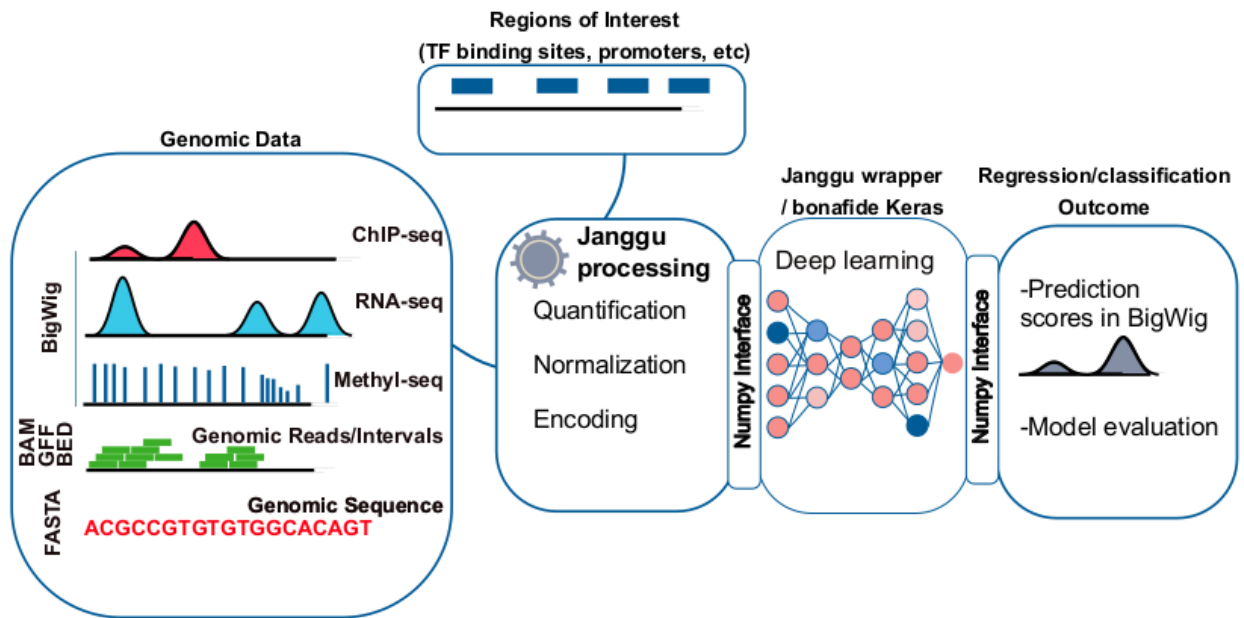 Regions of Interest
(TF binding sites, promoters, etc)
Genomic Data
ChIP-seq
RNA-seq
BigWig
Methyl-seq
BAM
GFF
BED
Genomic Reads/Intervals
FASTA
Genomic Sequence
ACGCCGTGTGTGGCACAGT
Janggu
processing
Quantification
Normalization
Encoding
Numpy Interface
Janggu wrapper
/ bonafide Keras
Deep learning
Numpy Interface
Regression/classification
Outcome
-Prediction
scores in BigWig
-Model evaluation